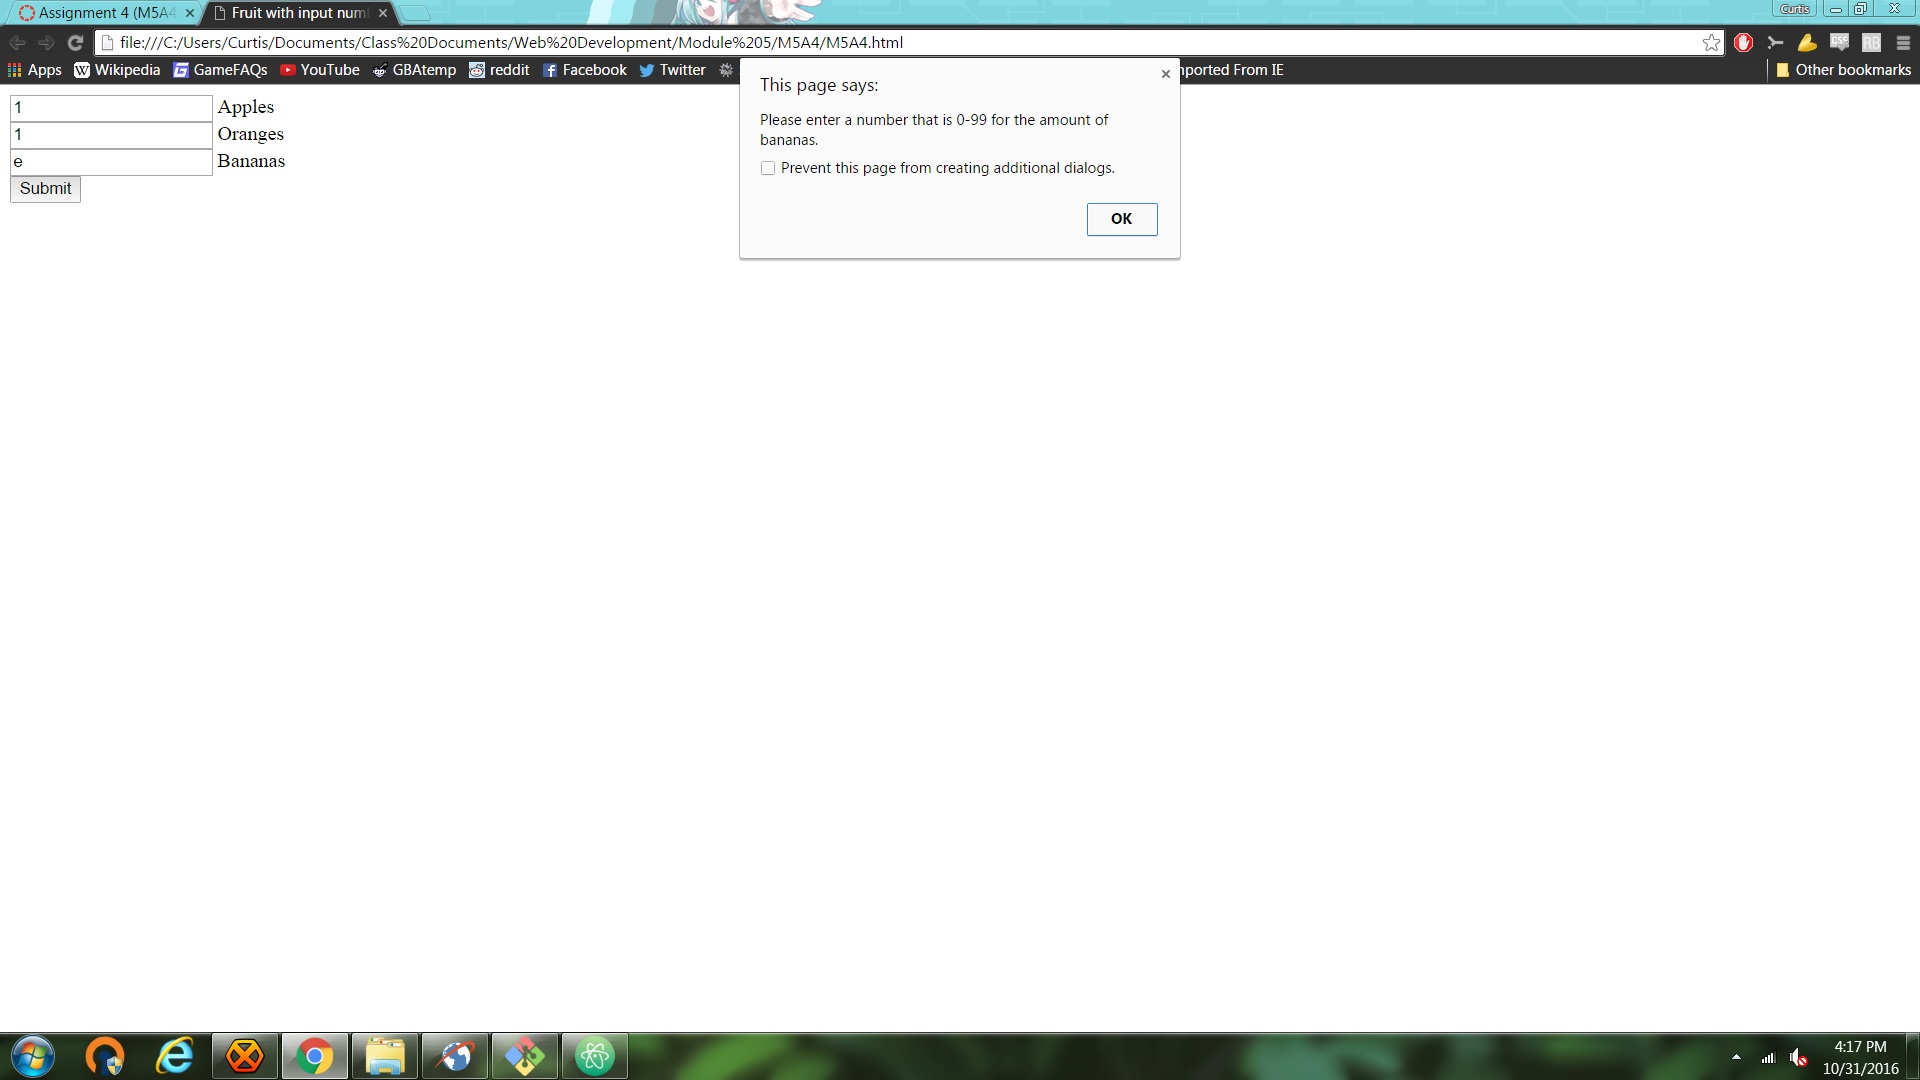 Assignment 4 (M5A4
Fruit with input num
Curtis
file:///C:/Users/Curtis/Documents/Class%20Documents/Web%20Development/Module%205/M5A4/M5A4.html
Apps Wikipedia GameFAQs YouTube GBAtemp reddit Facebook Twitter mported From IE Other bookmarks
This page says:
Please enter a number that is 0-99 for the amount of
bananas.
Prevent this page from creating additional dialogs.
OK
1 Apples
1 Oranges
e Bananas
Submit
4:17 PM
10/31/2016